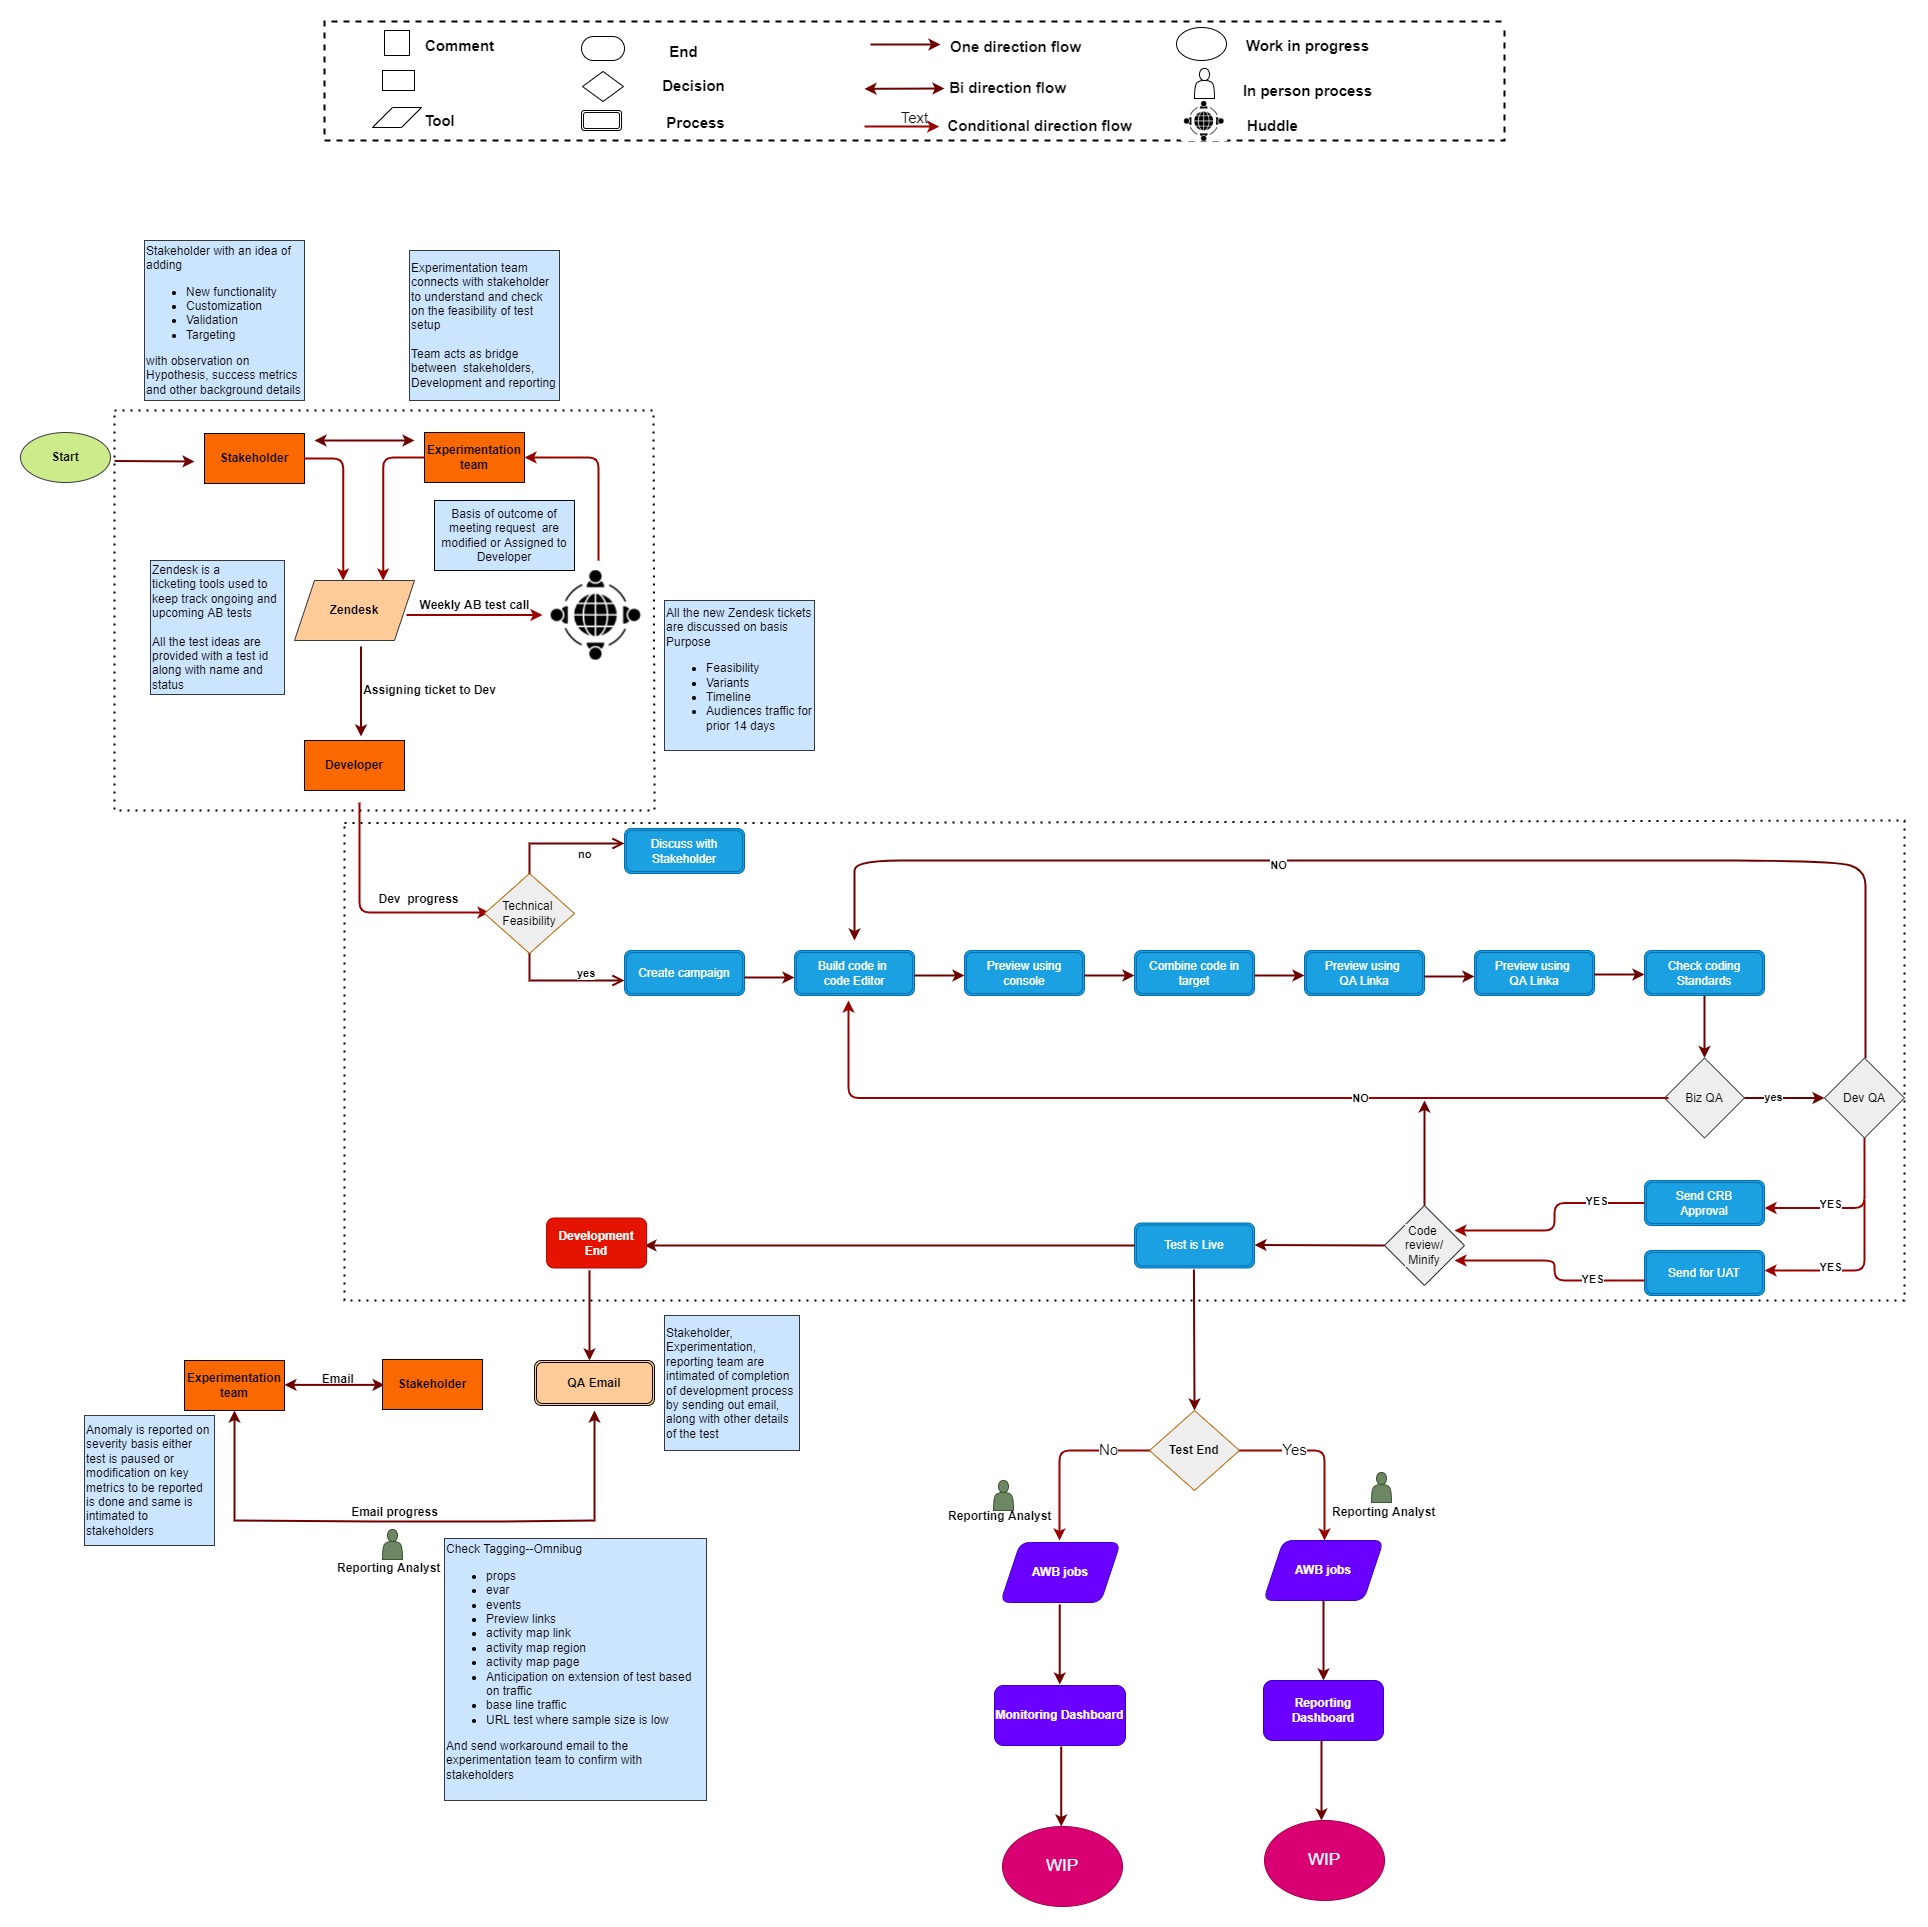 Comment
End
One direction flow
Work in progress
Decision
Bi direction flow
In person process
Tool
Process
Text
Conditional direction flow
Huddle
Stakeholder with an idea of
adding
• New functionality
• Customization
• Validation
• Targeting
with observation on
Hypothesis, success metrics
and other background details
Experimentation team
connects with stakeholder
to understand and check
on the feasibility of test
setup
Team acts as bridge
between stakeholders,
Development and reporting
Start
Stakeholder
Experimentation
team
Basis of outcome of
meeting request are
modified or Assigned to
Developer
Zendesk is a
ticketing tools used to
keep track ongoing and
upcoming AB tests
All the test ideas are
provided with a test id
along with name and
status
Zendesk
Weekly AB test call
All the new Zendesk tickets
are discussed on basis
Purpose
• Feasibility
• Variants
• Timeline
• Audiences traffic for
prior 14 days
Assigning ticket to Dev
Developer
Discuss with
Stakeholder
no
NO
Dev progress
Technical
Feasibility
yes
Create campaign
Build code in
code Editor
Preview using
console
Combine code in
target
Preview using
QA Linka
Preview using
QA Linka
Check coding
Standards
NO
Biz QA
yes
Dev QA
Send CRB
Approval
YES
YES
Development
End
Test is Live
Code
review/
Minify
Send for UAT
YES
YES
Stakeholder,
Experimentation,
reporting team are
intimated of completion
of development process
by sending out email,
along with other details
of the test
Experimentation
team
Email
Stakeholder
QA Email
Anomaly is reported on
severity basis either
test is paused or
modification on key
metrics to be reported
is done and same is
intimated to
stakeholders
Email progress
Reporting Analyst
Check Tagging--Omnibug
• props
• evar
• events
• Preview links
• activity map link
• activity map region
• activity map page
• Anticipation on extension of test based
on traffic
• base line traffic
• URL test where sample size is low
And send workaround email to the
experimentation team to confirm with
stakeholders
No
Test End
Yes
Reporting Analyst
Reporting Analyst
AWB jobs
AWB jobs
Monitoring Dashboard
Reporting
Dashboard
WIP
WIP